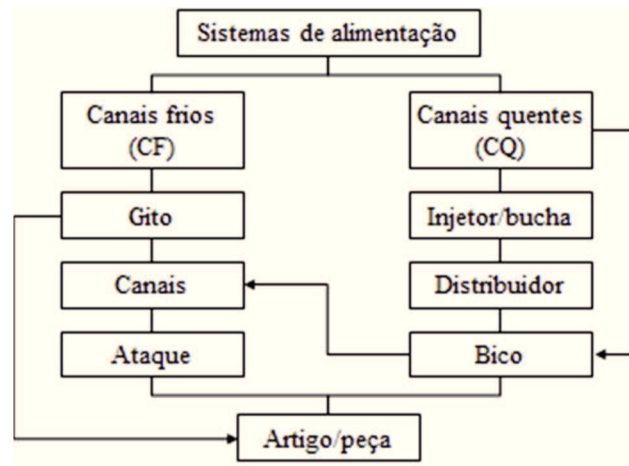 Sistemas de alimentação
Canais frios
(CF)
Canais quentes
(CQ)
Gito
Injetor/bucha
Canais
Distribuidor
Ataque
Bico
Artigo/peça